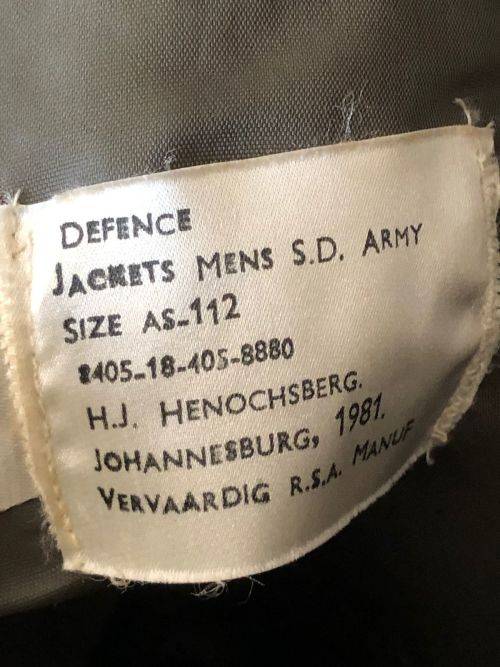 DEFENCE
JACKETS MENS S.D. ARMY
SIZE AS-112
8405-18-405-8880
H.J. HENOCHSBERG.
JOHANNESBURG, 1981.
VERVAARDIG R.S.A. MANUF